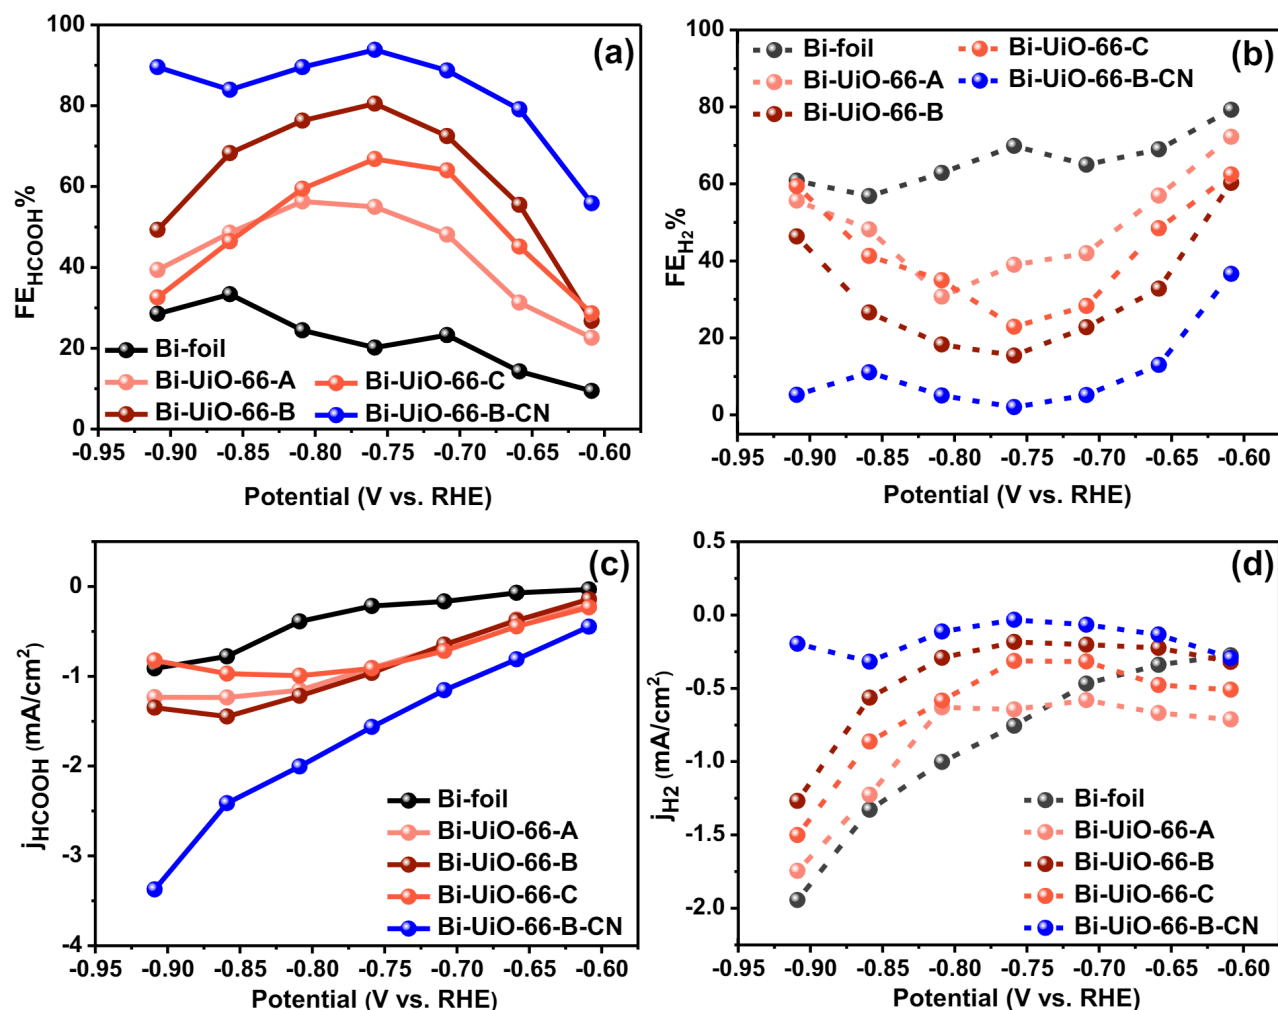 (a)
100
80
60
40
20
0
FE_HCOOH%
Bi-foil
Bi-UiO-66-A
Bi-UiO-66-C
Bi-UiO-66-B
Bi-UiO-66-B-CN
-0.95 -0.90 -0.85 -0.80 -0.75 -0.70 -0.65 -0.60
Potential (V vs. RHE)
(b)
100
80
60
40
20
0
FE_H2%
Bi-foil
Bi-UiO-66-C
Bi-UiO-66-A
Bi-UiO-66-B-CN
Bi-UiO-66-B
-0.95 -0.90 -0.85 -0.80 -0.75 -0.70 -0.65 -0.60
Potential (V vs. RHE)
(c)
0
-1
-2
-3
-4
j_HCOOH (mA/cm²)
Bi-foil
Bi-UiO-66-A
Bi-UiO-66-B
Bi-UiO-66-C
Bi-UiO-66-B-CN
-0.95 -0.90 -0.85 -0.80 -0.75 -0.70 -0.65 -0.60
Potential (V vs. RHE)
(d)
0.5
0.0
-0.5
-1.0
-1.5
-2.0
j_H2 (mA/cm²)
Bi-foil
Bi-UiO-66-A
Bi-UiO-66-B
Bi-UiO-66-C
Bi-UiO-66-B-CN
-0.95 -0.90 -0.85 -0.80 -0.75 -0.70 -0.65 -0.60
Potential (V vs. RHE)